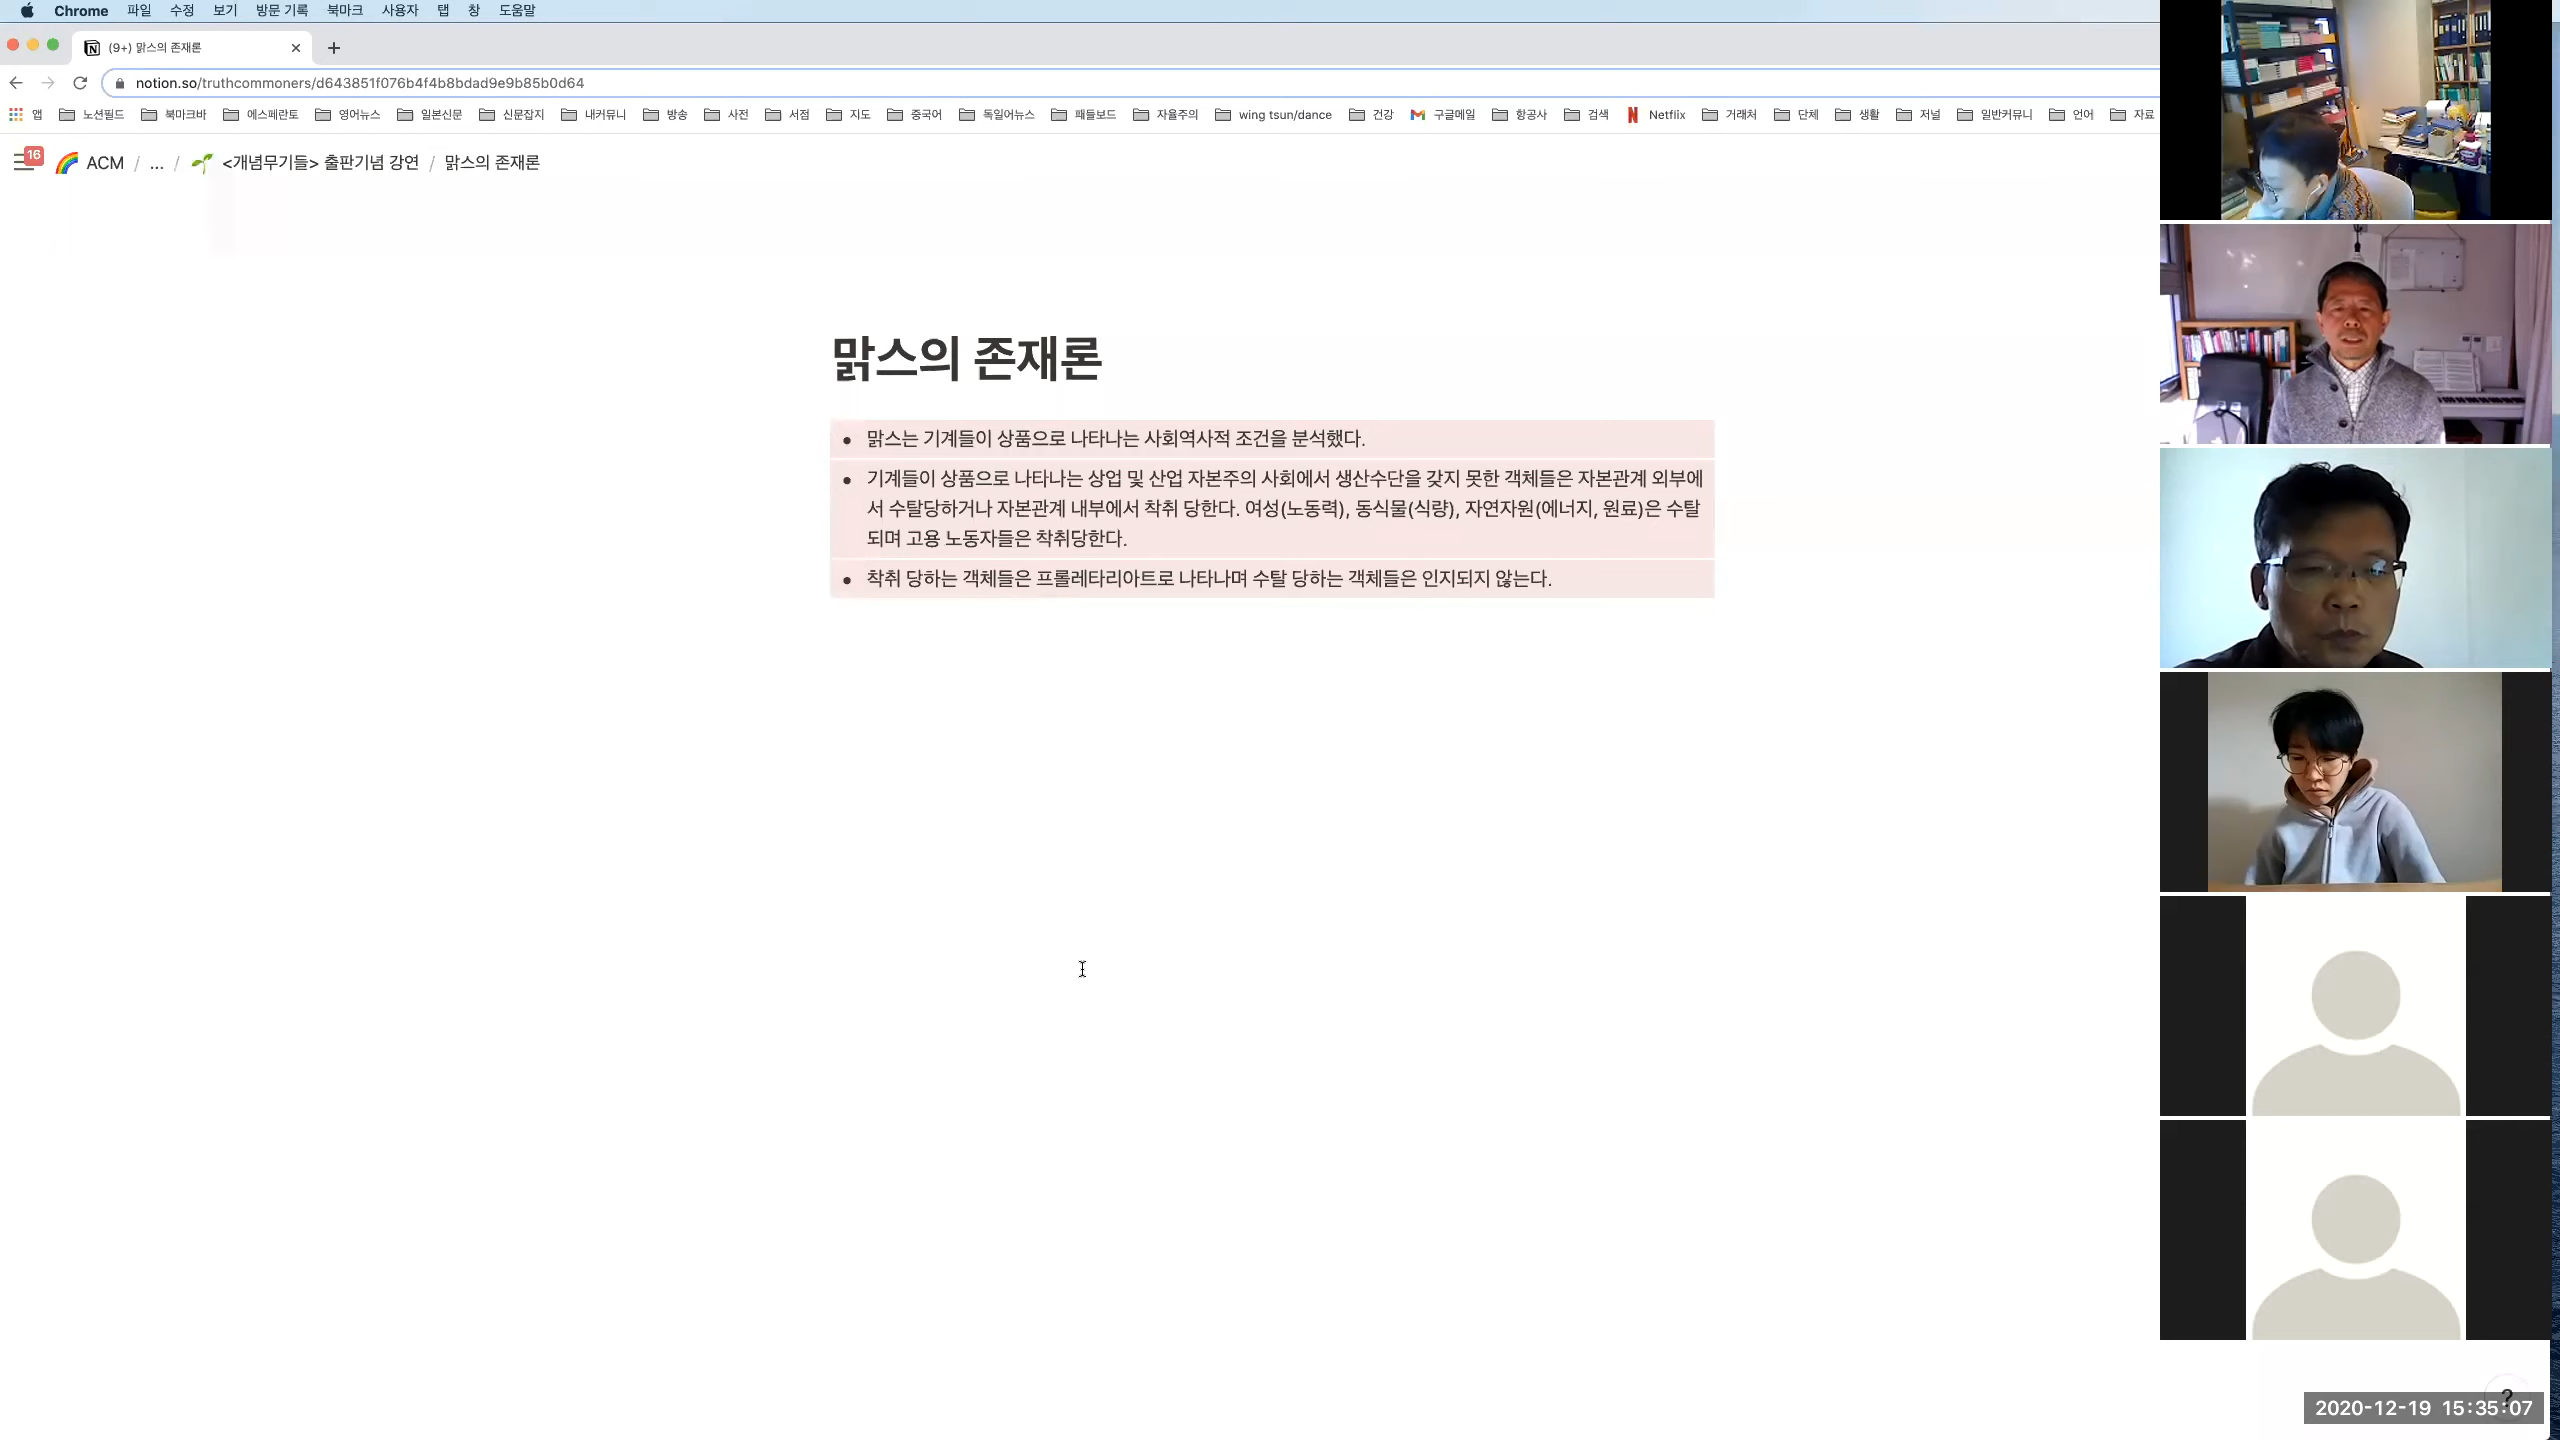 Chrome 파일 수정 보기 방문 기록 북마크 사용자 탭 창 도움말
(9+) 맑스의 존재론
notion.so/truthcommoners/d643851f076b4f4b8bdad9e9b85b0d64
앱 노션필드 북마크바 에스페란토 영어뉴스 일본신문 신문잡지 내커뮤니 방송 사전 서점 지도 중국어 독일어뉴스 패들보드 자율주의 wing tsun/dance 건강 구글메일 항공사 검색 Netflix 거래처 단체 생활 저널 일반커뮤니 언어 자료
16 ACM / ... / <개념무기들> 출판기념 강연 / 맑스의 존재론
맑스의 존재론
• 맑스는 기계들이 상품으로 나타나는 사회역사적 조건을 분석했다.
• 기계들이 상품으로 나타나는 상업 및 산업 자본주의 사회에서 생산수단을 갖지 못한 객체들은 자본관계 외부에
서 수탈당하거나 자본관계 내부에서 착취 당한다. 여성(노동력), 동식물(식량), 자연자원(에너지, 원료)은 수탈
되며 고용 노동자들은 착취당한다.
• 착취 당하는 객체들은 프롤레타리아트로 나타나며 수탈 당하는 객체들은 인지되지 않는다.
?
2020-12-19 15:35:07